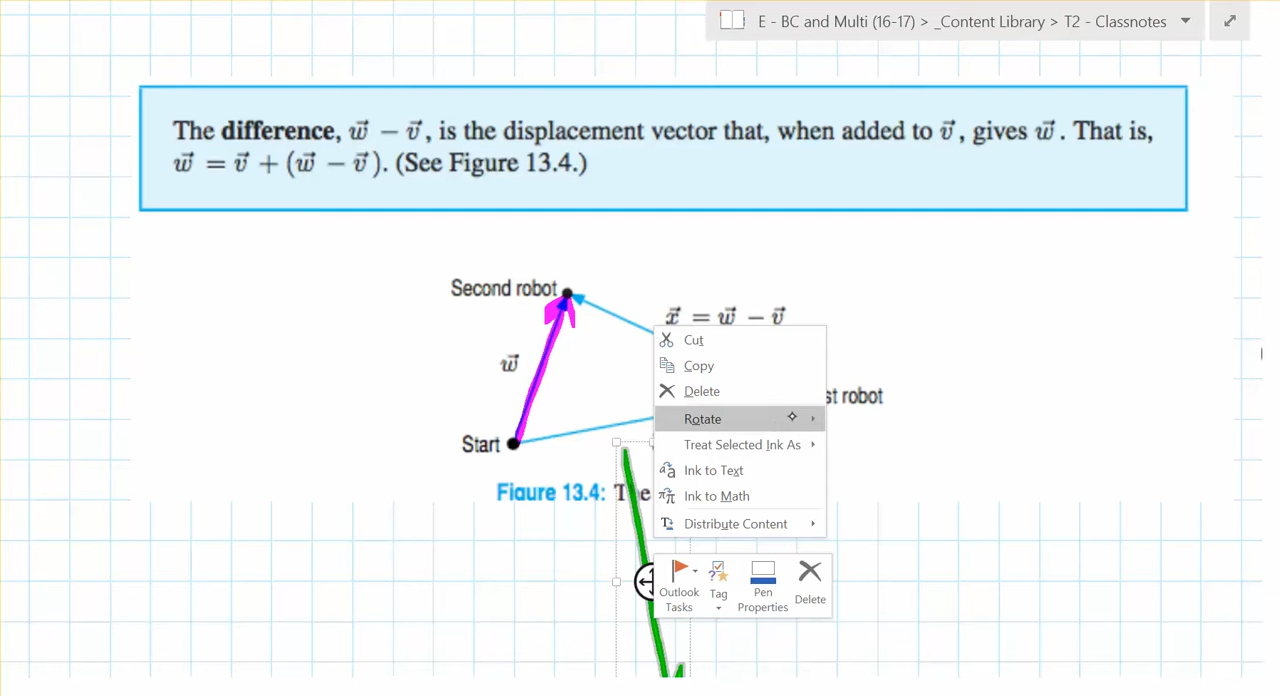 E - BC and Multi (16-17) > _Content Library > T2 - Classnotes
The difference, w⃗ − v⃗, is the displacement vector that, when added to v⃗, gives w⃗. That is,
w⃗ = v⃗ + (w⃗ − v⃗). (See Figure 13.4.)
Second robot
x⃗ = w⃗ − v⃗
w⃗
st robot
Start
Figure 13.4: The
Cut
Copy
Delete
Rotate
Treat Selected Ink As
Ink to Text
Ink to Math
Distribute Content
Outlook Tasks
Tag
Pen Properties
Delete